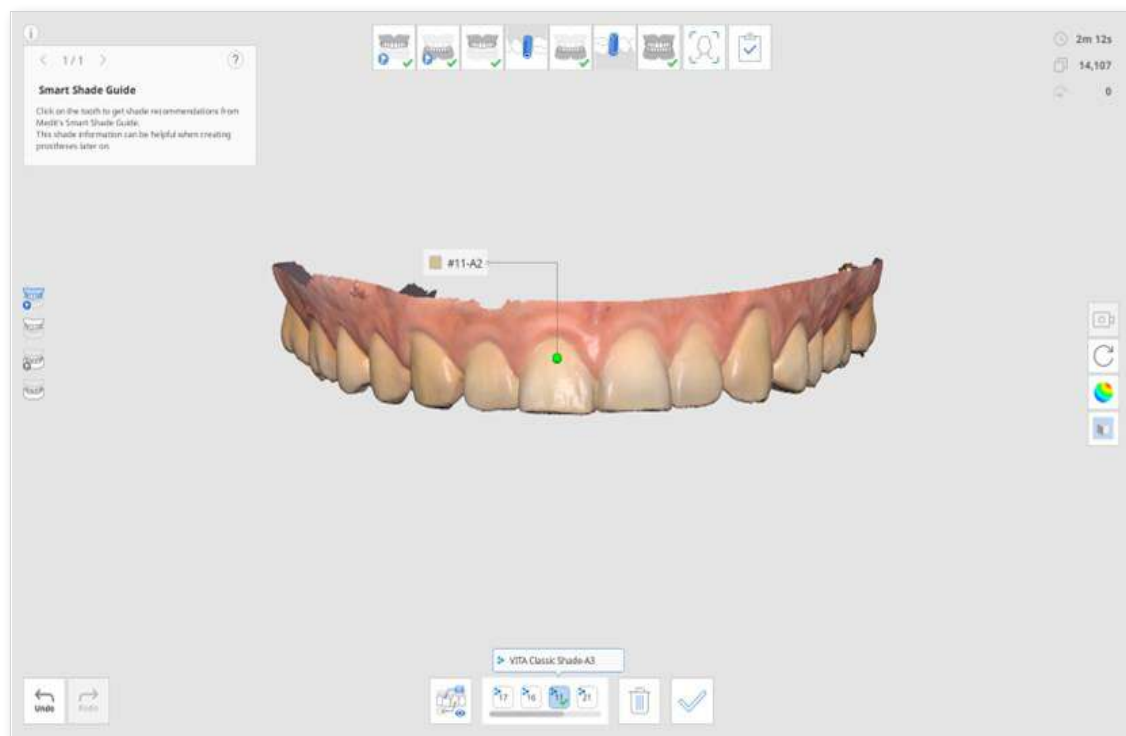 1/1
?
Smart Shade Guide
Click on the tooth to get shade recommendations from
Medit's Smart Shade Guide.
This shade information can be helpful when creating
prostheses later on.
2m 12s
14,107
0
#11-A2
VITA Classic Shade-A3
17 16 11 21
Undo
Redo